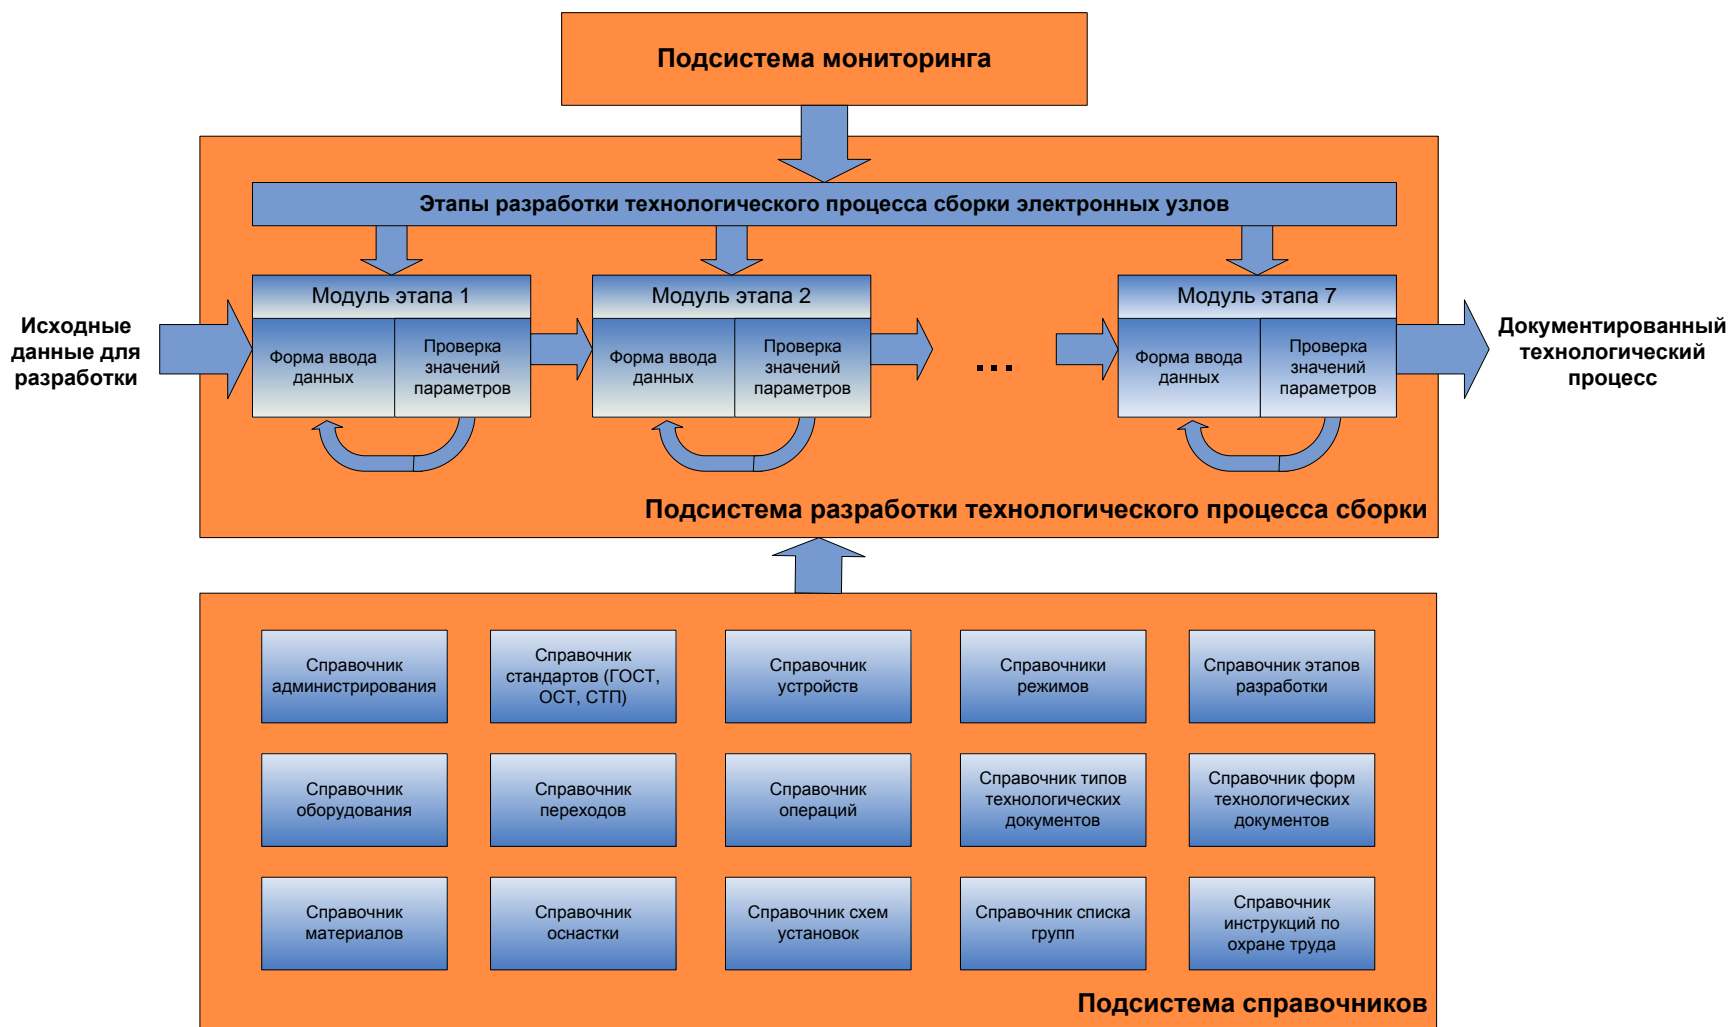 Подсистема мониторинга
Этапы разработки технологического процесса сборки электронных узлов
Исходные
данные для
разработки
Модуль этапа 1
Форма ввода
данных
Проверка
значений
параметров
Модуль этапа 2
Форма ввода
данных
Проверка
значений
параметров
...
Модуль этапа 7
Форма ввода
данных
Проверка
значений
параметров
Документированный
технологический
процесс
Подсистема разработки технологического процесса сборки
Справочник
администрирования
Справочник
стандартов (ГОСТ,
ОСТ, СТП)
Справочник
устройств
Справочники
режимов
Справочник этапов
разработки
Справочник
оборудования
Справочник
переходов
Справочник
операций
Справочник типов
технологических
документов
Справочник форм
технологических
документов
Справочник
материалов
Справочник
оснастки
Справочник схем
установок
Справочник списка
групп
Справочник
инструкций по
охране труда
Подсистема справочников